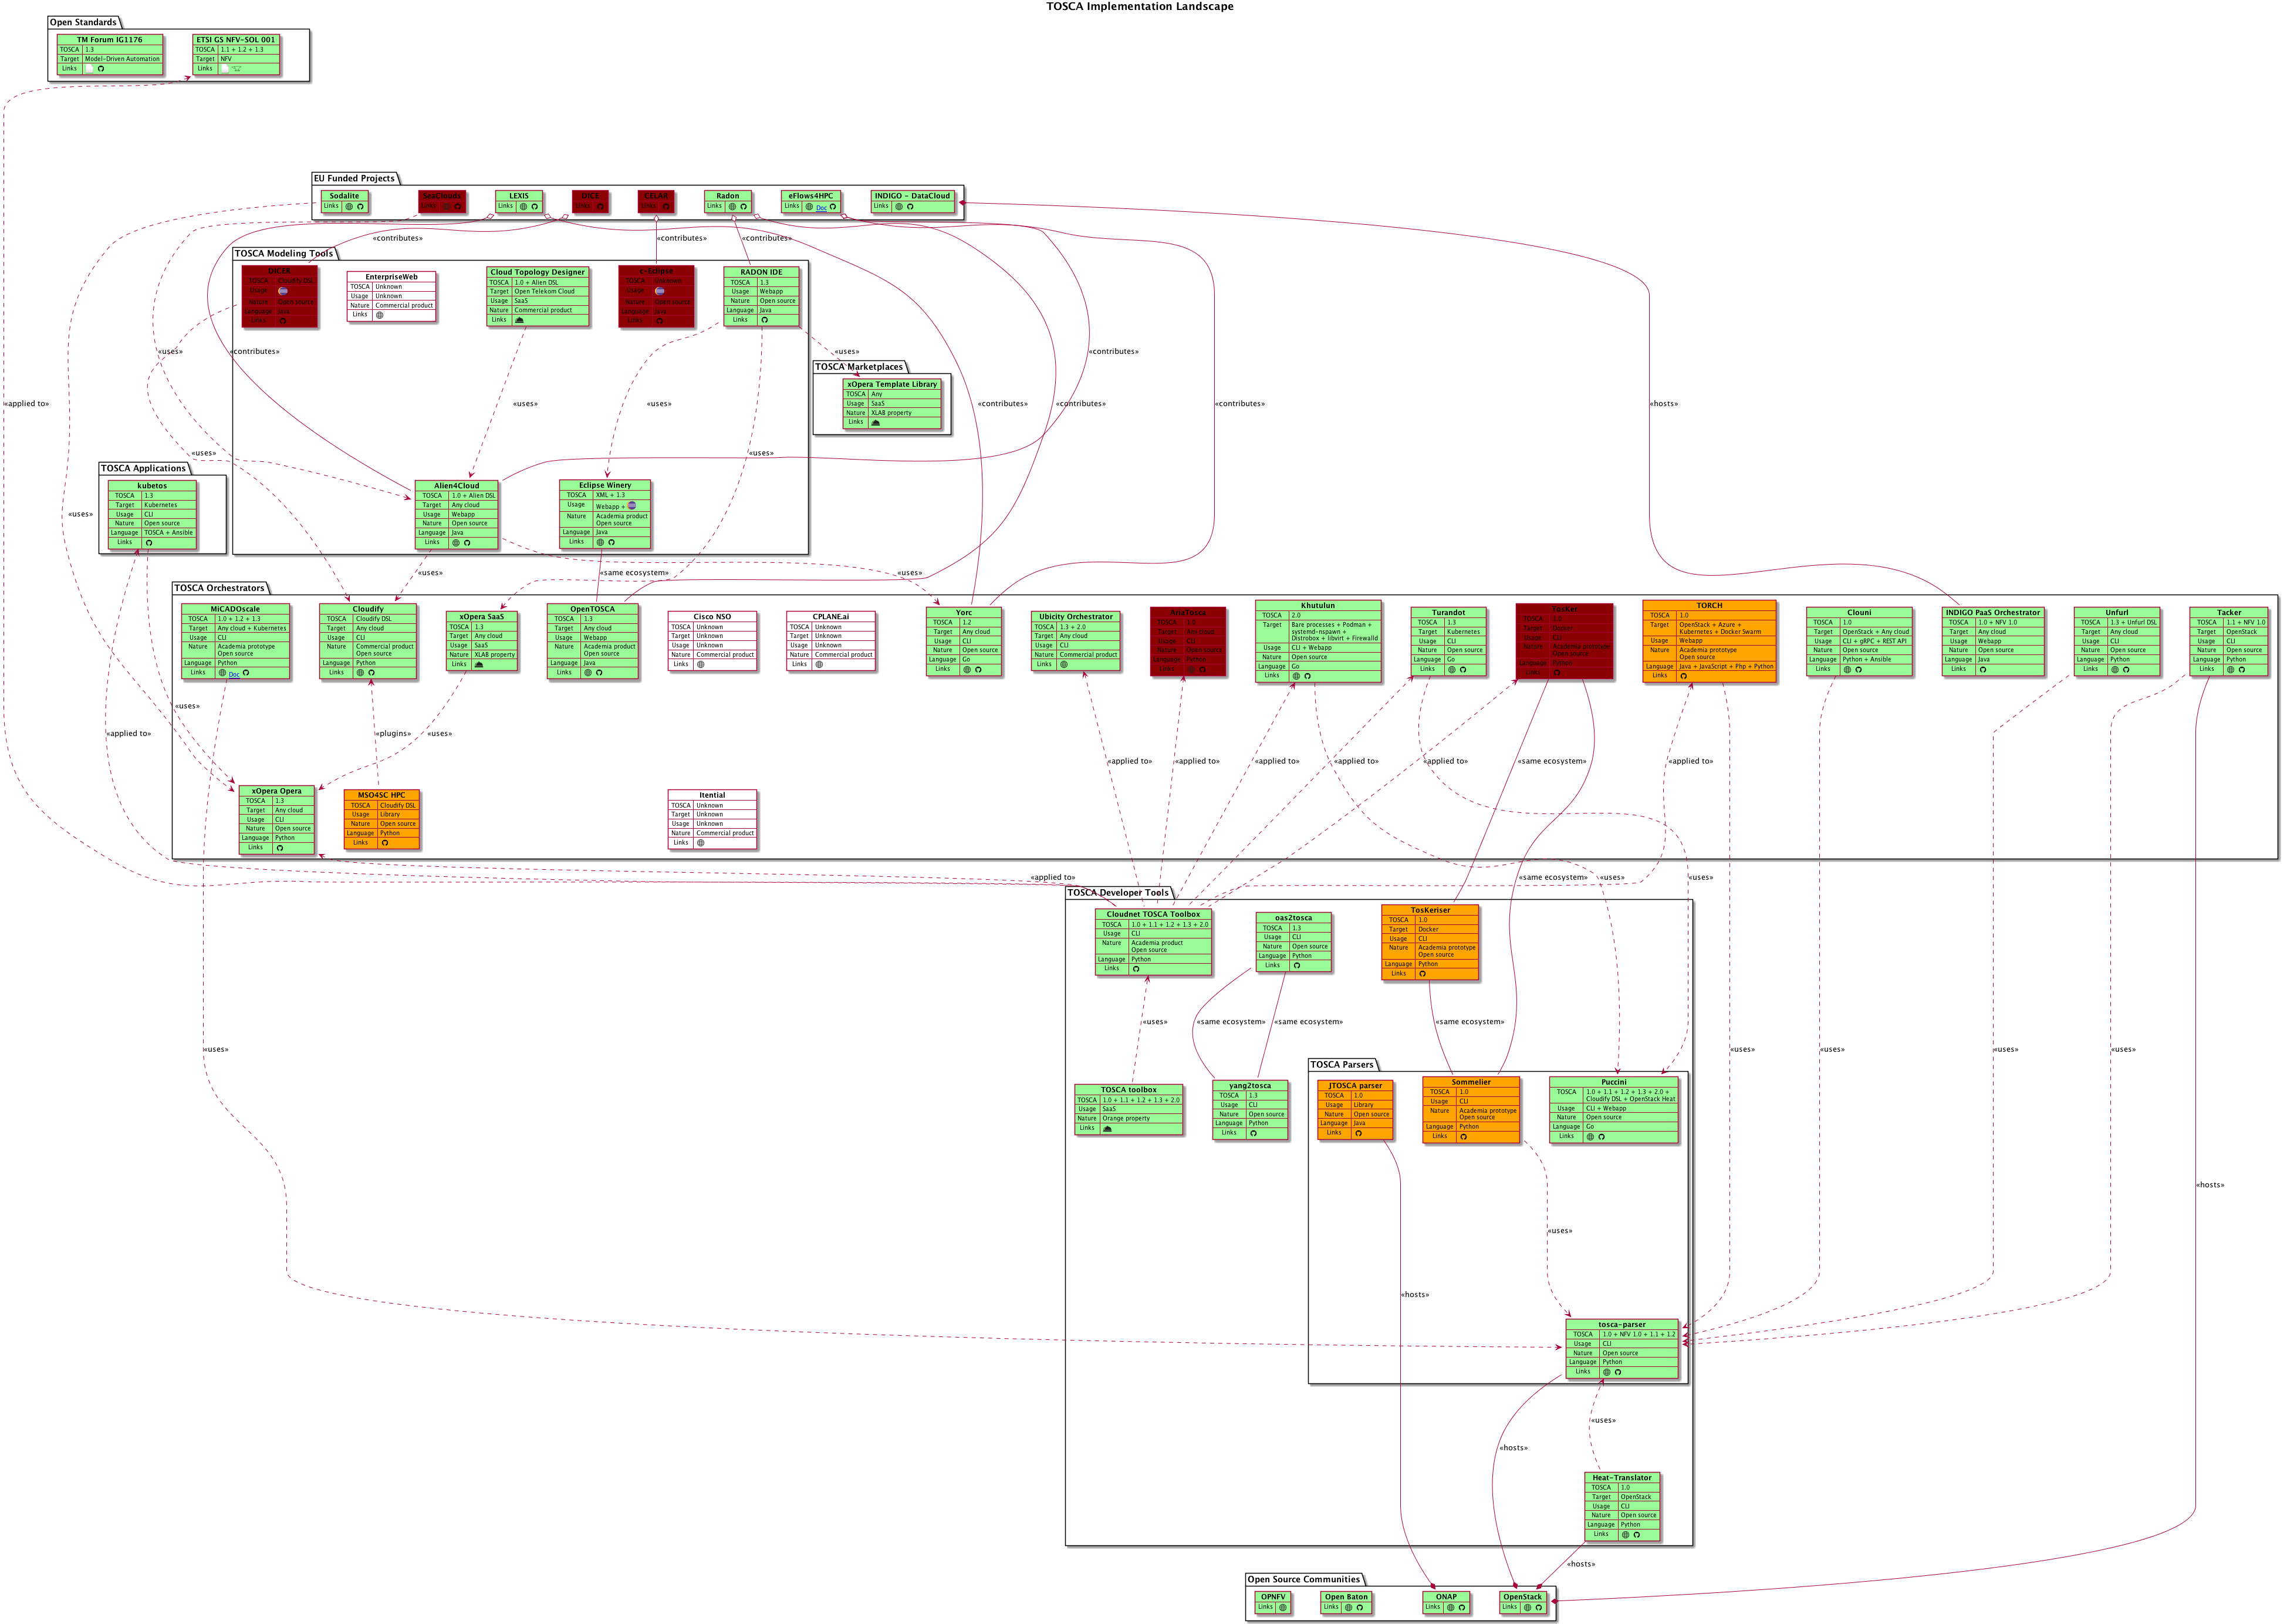 TOSCA Implementation Landscape
Open Standards
TM Forum IG1176
TOSCA 1.3
Target Model-Driven Automation
Links
ETSI GS NFV-SOL 001
TOSCA 1.1 + 1.2 + 1.3
Target NFV
Links
«applied to»
EU Funded Projects
Sodalite
Links
SeaClouds
Links
LEXIS
Links
DICE
Links
CELAR
Links
Radon
Links
eFlows4HPC
Links Doc
INDIGO - DataCloud
Links
«contributes»
«contributes»
«contributes»
TOSCA Modeling Tools
DICER
TOSCA Cloudify DSL
Usage
Nature Open source
Language Java
Links
EnterpriseWeb
TOSCA Unknown
Usage Unknown
Nature Commercial product
Links
Cloud Topology Designer
TOSCA 1.0 + Alien DSL
Target Open Telekom Cloud
Usage SaaS
Nature Commercial product
Links
c-Eclipse
TOSCA Unknown
Usage
Nature Open source
Language Java
Links
RADON IDE
TOSCA 1.3
Usage Webapp
Nature Open source
Language Java
Links
«uses»
«contributes»
«uses»
«contributes»
TOSCA Marketplaces
xOpera Template Library
TOSCA Any
Usage SaaS
Nature XLAB property
Links
«uses»
«uses»
«contributes»
«contributes»
«contributes»
«hosts»
«uses»
«uses»
TOSCA Applications
kubetos
TOSCA 1.3
Target Kubernetes
Usage CLI
Nature Open source
Language TOSCA + Ansible
Links
Alien4Cloud
TOSCA 1.0 + Alien DSL
Target Any cloud
Usage Webapp
Nature Open source
Language Java
Links
Eclipse Winery
TOSCA XML + 1.3
Usage Webapp +
Nature Academia product
Open source
Language Java
Links
«uses»
«uses»
«same ecosystem»
«uses»
TOSCA Orchestrators
MiCADOscale
TOSCA 1.0 + 1.2 + 1.3
Target Any cloud + Kubernetes
Usage CLI
Nature Academia prototype
Open source
Language Python
Links Doc
Cloudify
TOSCA Cloudify DSL
Target Any cloud
Usage CLI
Nature Commercial product
Open source
Language Python
Links
xOpera SaaS
TOSCA 1.3
Target Any cloud
Usage SaaS
Nature XLAB property
Links
OpenTOSCA
TOSCA 1.3
Target Any cloud
Usage Webapp
Nature Academia product
Open source
Language Java
Links
Cisco NSO
TOSCA Unknown
Target Unknown
Usage Unknown
Nature Commercial product
Links
CPLANE.ai
TOSCA Unknown
Target Unknown
Usage Unknown
Nature Commercial product
Links
Yorc
TOSCA 1.2
Target Any cloud
Usage CLI
Nature Open source
Language Go
Links
Ubicity Orchestrator
TOSCA 1.3 + 2.0
Target Any cloud
Usage CLI
Nature Commercial product
Links
AriaTosca
TOSCA 1.0
Target Any cloud
Usage CLI
Nature Open source
Language Python
Links
Khutulun
TOSCA 2.0
Target Bare processes + Podman +
systemd-nspawn +
Distrobox + libvirt + Firewalld
Usage CLI + Webapp
Nature Open source
Language Go
Links
Turandot
TOSCA 1.3
Target Kubernetes
Usage CLI
Nature Open source
Language Go
Links
TosKer
TOSCA 1.0
Target Docker
Usage CLI
Nature Academia prototype
Open source
Language Python
Links
TORCH
TOSCA 1.0
Target OpenStack + Azure +
Kubernetes + Docker Swarm
Usage Webapp
Nature Academia prototype
Open source
Language Java + JavaScript + Php + Python
Links
Clouni
TOSCA 1.0
Target OpenStack + Any cloud
Usage CLI + gRPC + REST API
Nature Open source
Language Python + Ansible
Links
INDIGO PaaS Orchestrator
TOSCA 1.0 + NFV 1.0
Target Any cloud
Usage Webapp
Nature Open source
Language Java
Links
Unfurl
TOSCA 1.3 + Unfurl DSL
Target Any cloud
Usage CLI
Nature Open source
Language Python
Links
Tacker
TOSCA 1.1 + NFV 1.0
Target OpenStack
Usage CLI
Nature Open source
Language Python
Links
«uses»
«applied to»
«plugins»
«uses»
«applied to»
«applied to»
«applied to»
«applied to»
«applied to»
«same ecosystem»
«applied to»
xOpera Opera
TOSCA 1.3
Target Any cloud
Usage CLI
Nature Open source
Language Python
Links
MSO4SC HPC
TOSCA Cloudify DSL
Usage Library
Nature Open source
Language Python
Links
Itential
TOSCA Unknown
Target Unknown
Usage Unknown
Nature Commercial product
Links
«applied to»
«same ecosystem»
«uses»
«uses»
TOSCA Developer Tools
Cloudnet TOSCA Toolbox
TOSCA 1.0 + 1.1 + 1.2 + 1.3 + 2.0
Usage CLI
Nature Academia product
Open source
Language Python
Links
oas2tosca
TOSCA 1.3
Usage CLI
Nature Open source
Language Python
Links
TosKeriser
TOSCA 1.0
Target Docker
Usage CLI
Nature Academia prototype
Open source
Language Python
Links
«uses»
«same ecosystem»
«same ecosystem»
«same ecosystem»
«uses»
«uses»
«uses»
«uses»
«uses»
TOSCA toolbox
TOSCA 1.0 + 1.1 + 1.2 + 1.3 + 2.0
Usage SaaS
Nature Orange property
Links
yang2tosca
TOSCA 1.3
Usage CLI
Nature Open source
Language Python
Links
TOSCA Parsers
JTOSCA parser
TOSCA 1.0
Usage Library
Nature Open source
Language Java
Links
Sommelier
TOSCA 1.0
Usage CLI
Nature Academia prototype
Open source
Language Python
Links
Puccini
TOSCA 1.0 + 1.1 + 1.2 + 1.3 + 2.0 +
Cloudify DSL + OpenStack Heat
Usage CLI + Webapp
Nature Open source
Language Go
Links
«hosts»
«uses»
«hosts»
tosca-parser
TOSCA 1.0 + NFV 1.0 + 1.1 + 1.2
Usage CLI
Nature Open source
Language Python
Links
«uses»
«hosts»
Heat-Translator
TOSCA 1.0
Target OpenStack
Usage CLI
Nature Open source
Language Python
Links
«hosts»
Open Source Communities
OPNFV
Links
Open Baton
Links
ONAP
Links
OpenStack
Links